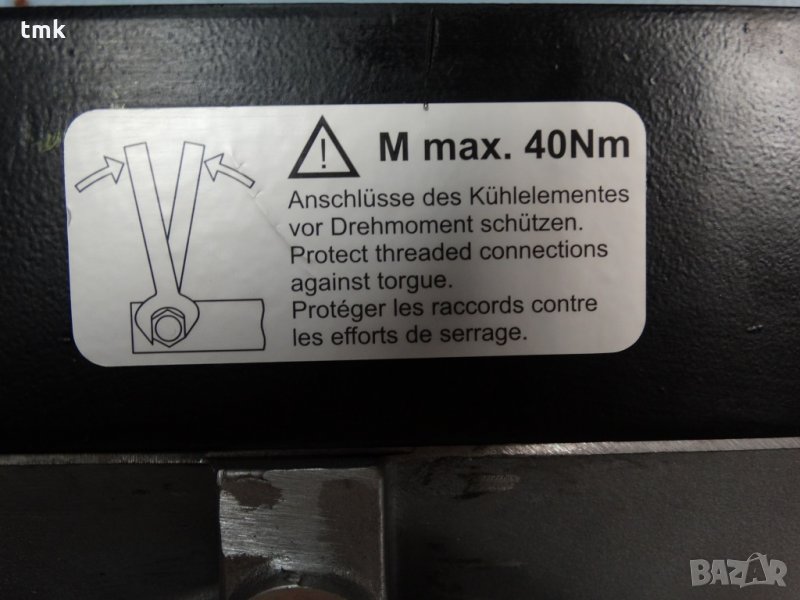 tmk
M max. 40Nm
Anschlüsse des Kühlelementes
vor Drehmoment schützen.
Protect threaded connections
against torgue.
Protéger les raccords contre
les efforts de serrage.
BAZAR